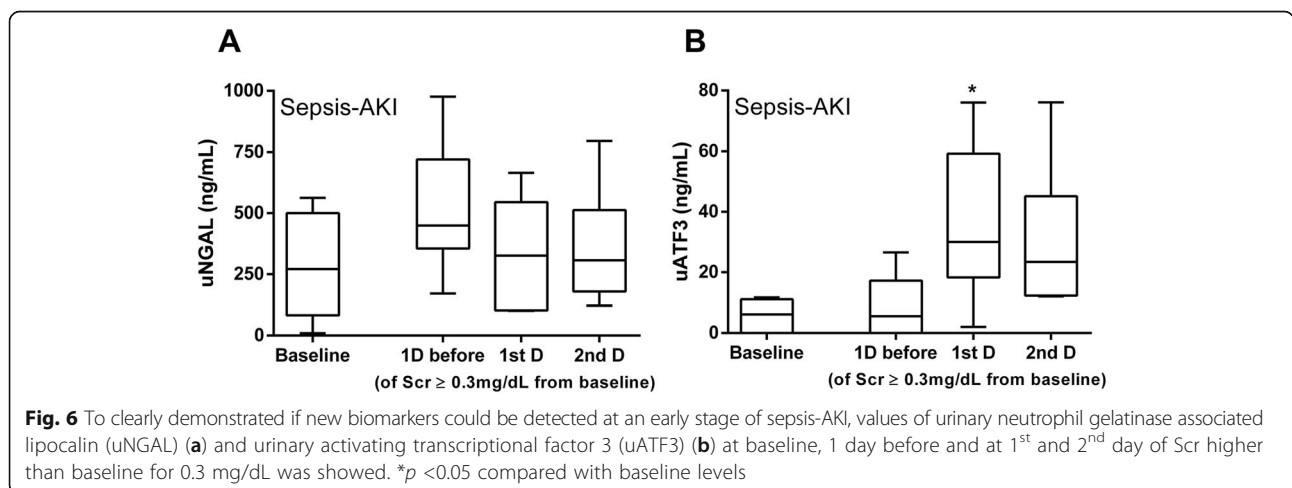 A
B
1000
750
500
250
0
uNGAL (ng/mL)
Sepsis-AKI
Baseline
1D before
1st D
2nd D
(of Scr ≥ 0.3mg/dL from baseline)
80
60
40
20
0
uATF3 (ng/mL)
Sepsis-AKI
*
Baseline
1D before
1st D
2nd D
(of Scr ≥ 0.3mg/dL from baseline)
Fig. 6 To clearly demonstrated if new biomarkers could be detected at an early stage of sepsis-AKI, values of urinary neutrophil gelatinase associated
lipocalin (uNGAL) (a) and urinary activating transcriptional factor 3 (uATF3) (b) at baseline, 1 day before and at 1st and 2nd day of Scr higher
than baseline for 0.3 mg/dL was showed. *p <0.05 compared with baseline levels